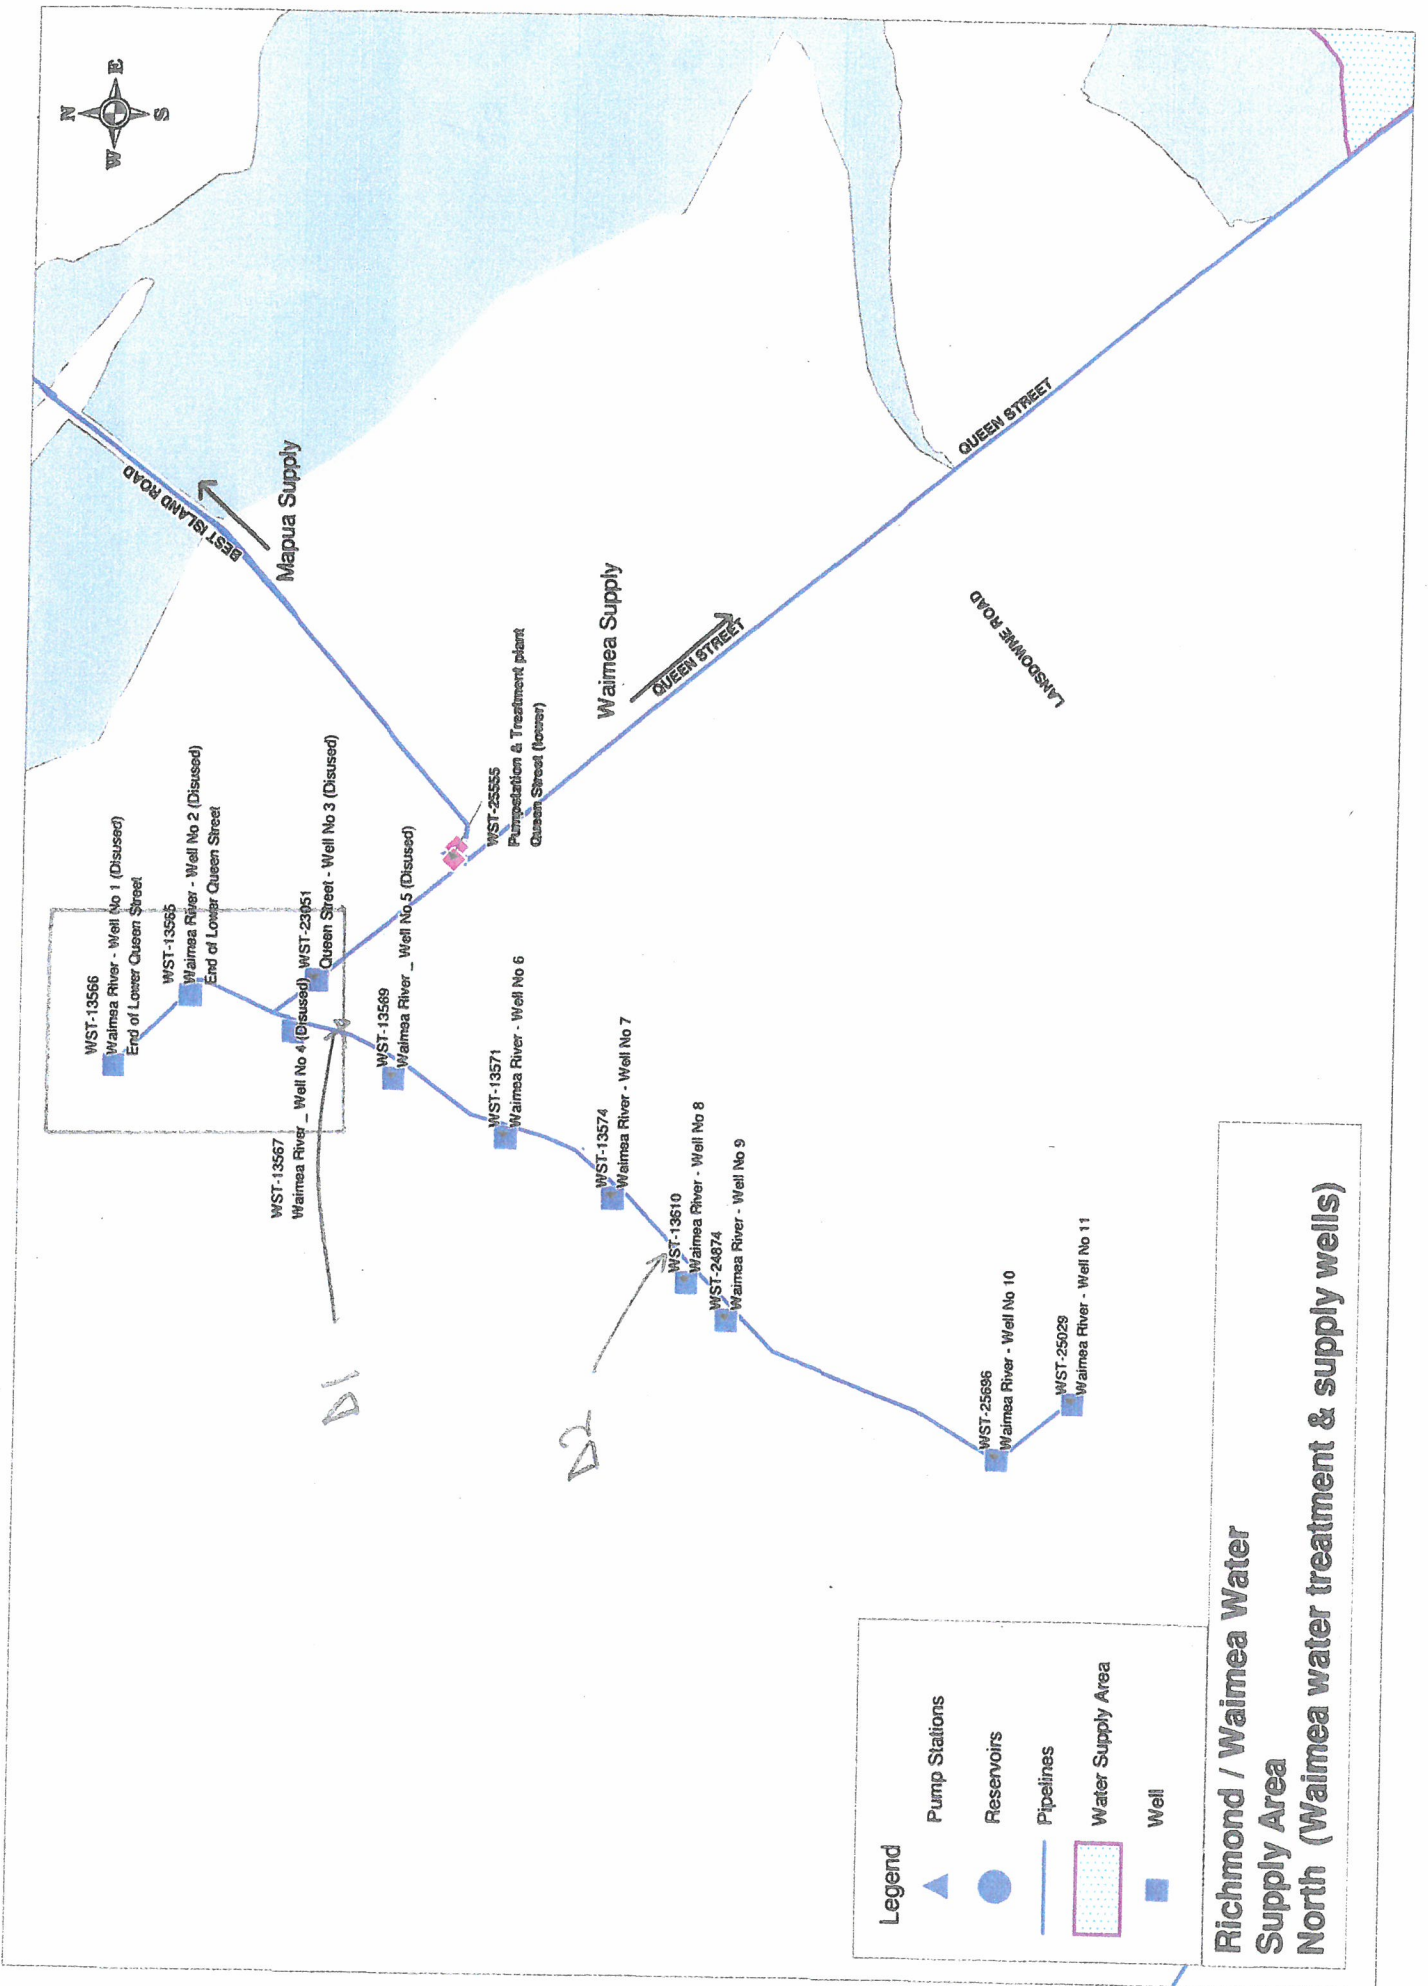 N
W E
S
BEST ISLAND ROAD
Mapua Supply
WST-13566
Waimea River - Well No 1 (Disused)
End of Lower Queen Street
WST-13565
Waimea River - Well No 2 (Disused)
End of Lower Queen Street
WST-23051
Queen Street - Well No 3 (Disused)
WST-13567
Waimea River _ Well No 4 (Disused)
WST-13569
Waimea River _ Well No 5 (Disused)
WST-25555
Pumpstation & Treatment plant
Queen Street (lower)
Waimea Supply
QUEEN STREET
QUEEN STREET
LANSDOWNE ROAD
WST-13571
Waimea River - Well No 6
WST-13574
Waimea River - Well No 7
WST-13610
Waimea River - Well No 8
WST-24874
Waimea River - Well No 9
WST-25696
Waimea River - Well No 10
WST-25029
Waimea River - Well No 11
D1
D2
Legend
Pump Stations
Reservoirs
Pipelines
Water Supply Area
Well
Richmond / Waimea Water
Supply Area
North (Waimea water treatment & supply wells)